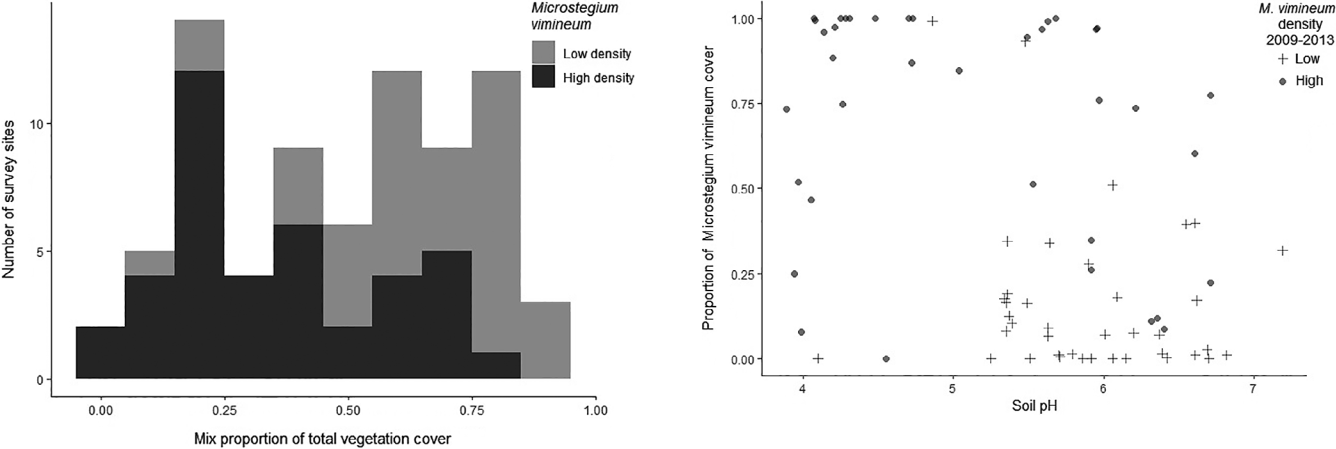 Number of survey sites
10
5
0
0.00
0.25
0.50
0.75
1.00
Mix proportion of total vegetation cover
Microstegium
vimineum
Low density
High density
Proportion of Microstegium vimineum cover
1.00
0.75
0.50
0.25
0.00
4
5
6
7
Soil pH
M. vimineum
density
2009-2013
Low
High